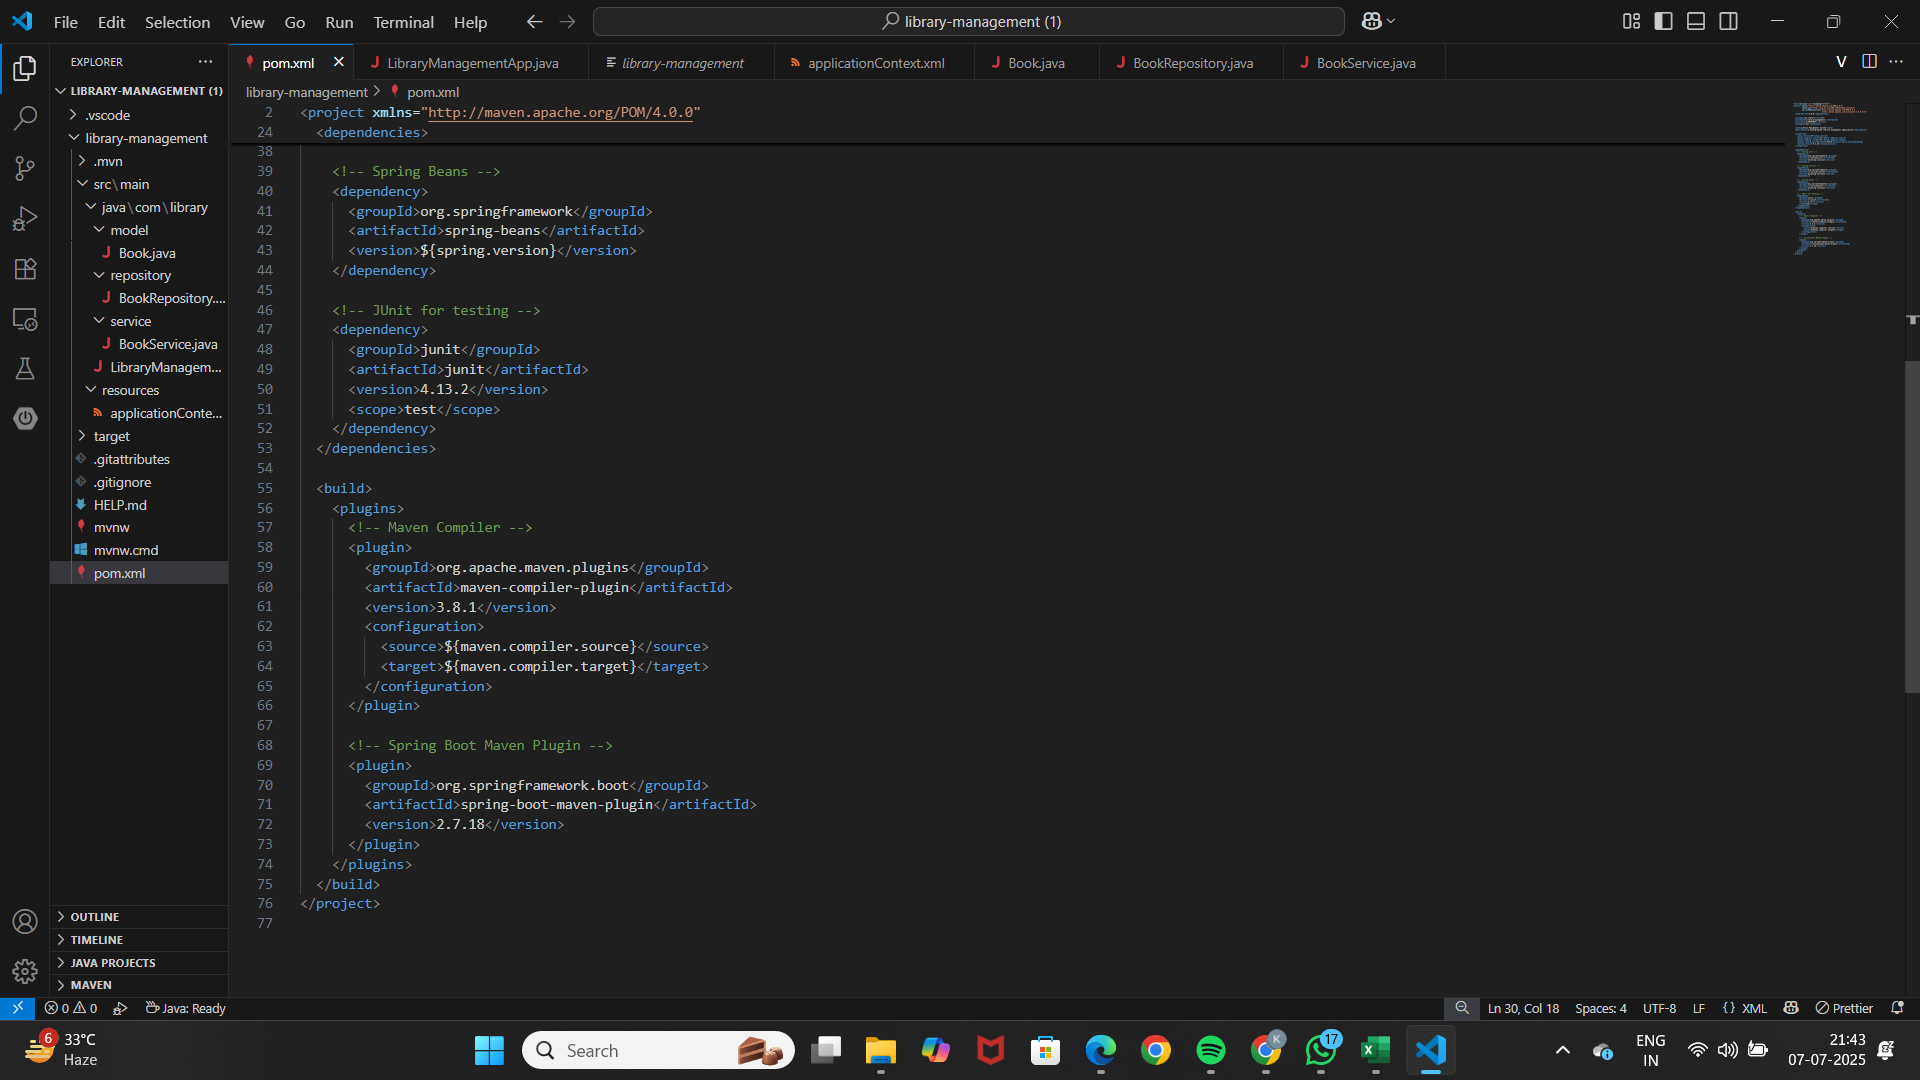 File Edit Selection View Go Run Terminal Help
library-management (1)
EXPLORER
pom.xml
LibraryManagementApp.java
library-management
applicationContext.xml
Book.java
BookRepository.java
BookService.java
LIBRARY-MANAGEMENT (1)
.vscode
library-management
.mvn
src\main
java\com\library
model
Book.java
repository
BookRepository....
service
BookService.java
LibraryManagem...
resources
applicationConte...
target
.gitattributes
.gitignore
HELP.md
mvnw
mvnw.cmd
pom.xml
OUTLINE
TIMELINE
JAVA PROJECTS
MAVEN
library-management > pom.xml
2 <project xmlns="http://maven.apache.org/POM/4.0.0"
24 <dependencies>
38
39 <!-- Spring Beans -->
40 <dependency>
41 <groupId>org.springframework</groupId>
42 <artifactId>spring-beans</artifactId>
43 <version>${spring.version}</version>
44 </dependency>
45
46 <!-- JUnit for testing -->
47 <dependency>
48 <groupId>junit</groupId>
49 <artifactId>junit</artifactId>
50 <version>4.13.2</version>
51 <scope>test</scope>
52 </dependency>
53 </dependencies>
54
55 <build>
56 <plugins>
57 <!-- Maven Compiler -->
58 <plugin>
59 <groupId>org.apache.maven.plugins</groupId>
60 <artifactId>maven-compiler-plugin</artifactId>
61 <version>3.8.1</version>
62 <configuration>
63 <source>${maven.compiler.source}</source>
64 <target>${maven.compiler.target}</target>
65 </configuration>
66 </plugin>
67
68 <!-- Spring Boot Maven Plugin -->
69 <plugin>
70 <groupId>org.springframework.boot</groupId>
71 <artifactId>spring-boot-maven-plugin</artifactId>
72 <version>2.7.18</version>
73 </plugin>
74 </plugins>
75 </build>
76 </project>
77
0 0 Java: Ready
Ln 30, Col 18 Spaces: 4 UTF-8 LF {} XML Prettier
6 33°C
Haze
Search
K
17
ENG
IN
21:43
07-07-2025